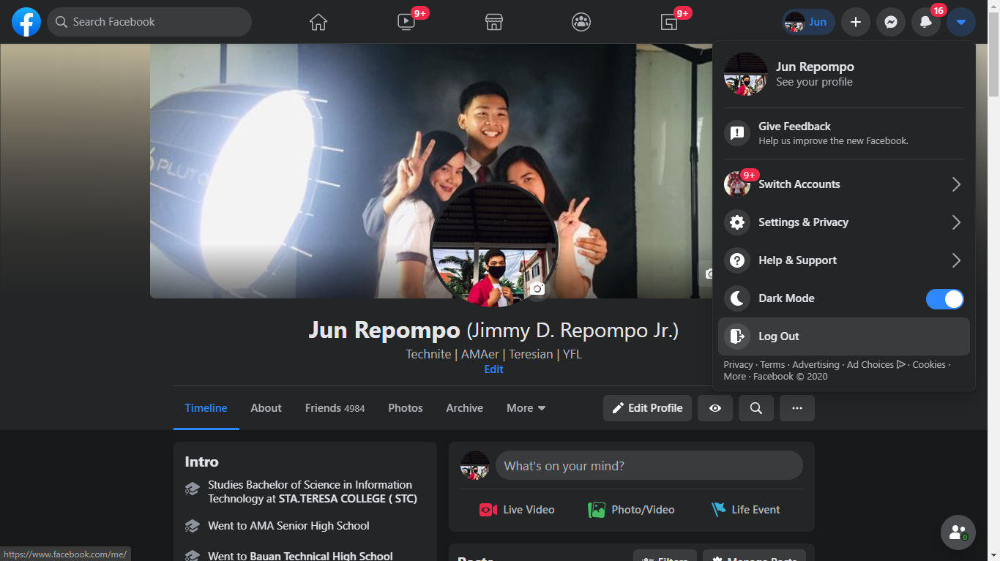 Search Facebook
9+
9+
Jun
16
Jun Repompo
See your profile
Give Feedback
Help us improve the new Facebook.
9+
Switch Accounts
Settings & Privacy
Help & Support
Dark Mode
Log Out
Privacy · Terms · Advertising · Ad Choices · Cookies ·
More · Facebook © 2020
PLUTO
Jun Repompo (Jimmy D. Repompo Jr.)
Technite | AMAer | Teresian | YFL
Edit
Timeline
About
Friends 4984
Photos
Archive
More
Edit Profile
Intro
Studies Bachelor of Science in Information
Technology at STA.TERESA COLLEGE ( STC)
Went to AMA Senior High School
Went to Bauan Technical High School
What's on your mind?
Live Video
Photo/Video
Life Event
Posts
Filters
Manage Posts
0
https://www.facebook.com/me/